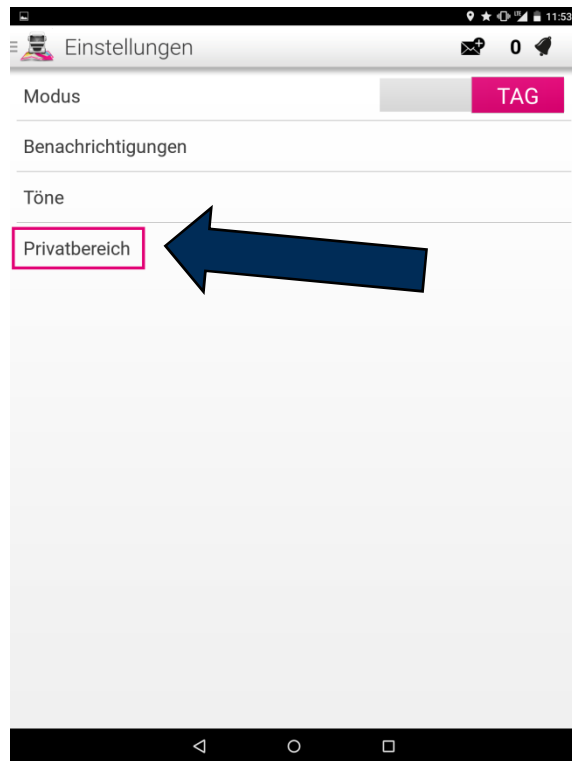 11:53
Einstellungen
0
Modus
TAG
Benachrichtigungen
Töne
Privatbereich